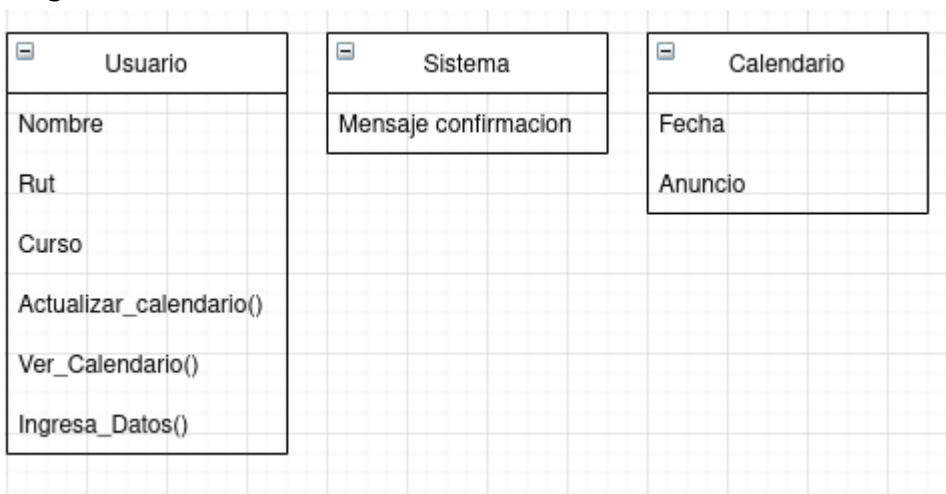 Usuario
Nombre
Rut
Curso
Actualizar_calendario()
Ver_Calendario()
Ingresa_Datos()
Sistema
Mensaje confirmacion
Calendario
Fecha
Anuncio